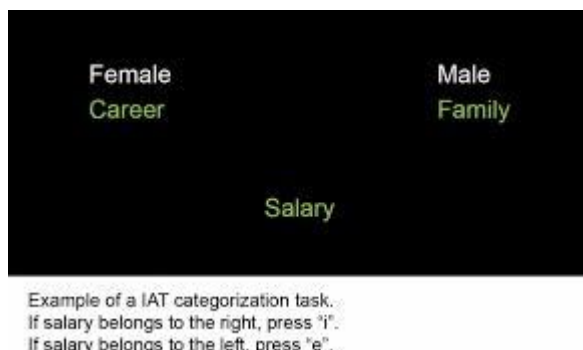 Female Male
Career Family
Salary
Example of a IAT categorization task.
If salary belongs to the right, press “i”.
If salary belongs to the left, press “e”.